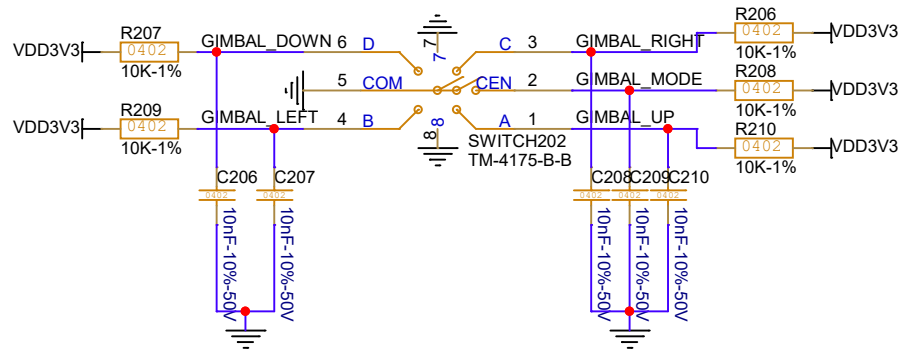 R207
VDD3V3
0402
10K-1%
GIMBAL_DOWN
6
D
7
7
C
3
GIMBAL_RIGHT
R206
0402
VDD3V3
10K-1%
5
COM
CEN
2
GIMBAL_MODE
R208
0402
VDD3V3
10K-1%
R209
VDD3V3
0402
10K-1%
GIMBAL_LEFT
4
B
8
8
A
1
GIMBAL_UP
R210
0402
VDD3V3
10K-1%
SWITCH202
TM-4175-B-B
C206
0402
10nF-10%-50V
C207
0402
10nF-10%-50V
C208
0402
10nF-10%-50V
C209
0402
10nF-10%-50V
C210
0402
10nF-10%-50V